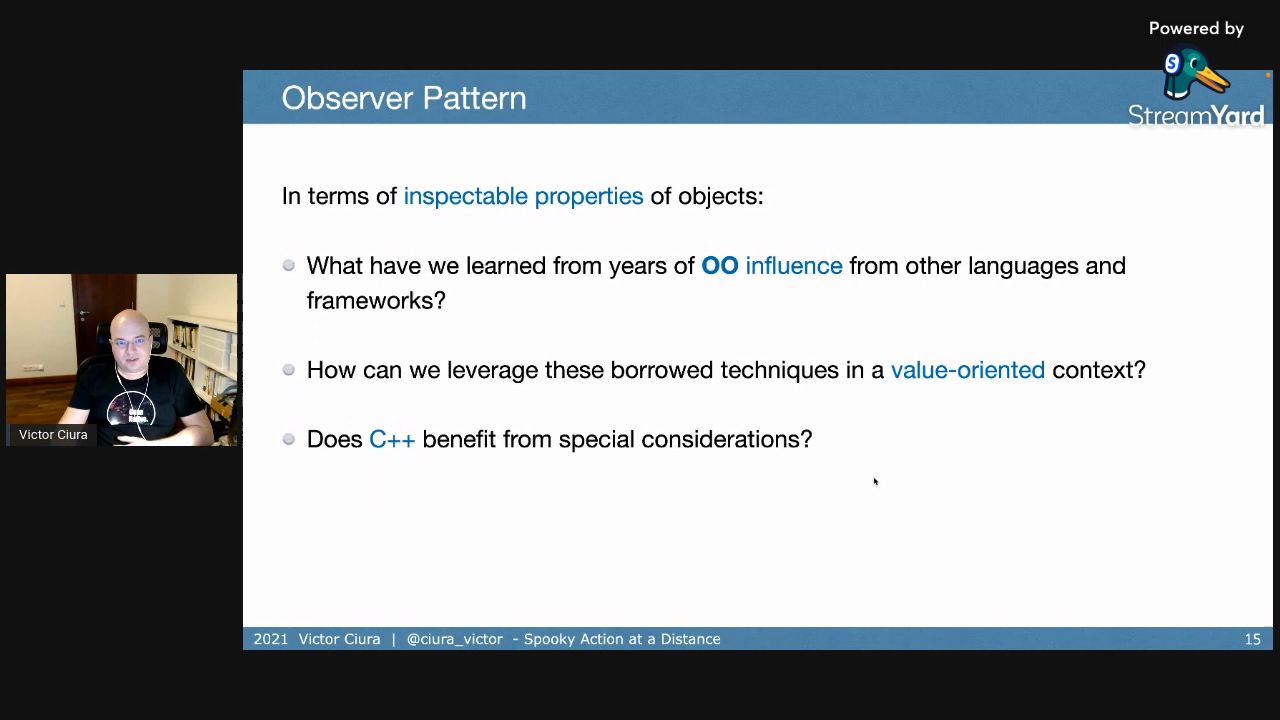 Powered by
S
StreamYard
Observer Pattern
In terms of inspectable properties of objects:
What have we learned from years of OO influence from other languages and
frameworks?
How can we leverage these borrowed techniques in a value-oriented context?
Does C++ benefit from special considerations?
Victor Ciura
2021 Victor Ciura | @ciura_victor - Spooky Action at a Distance
15